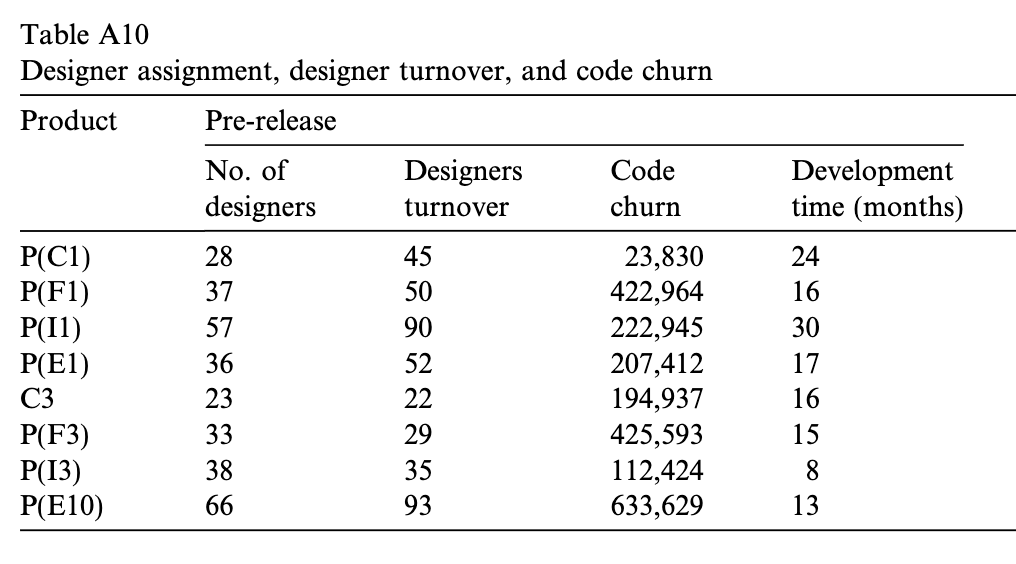 Table A10
Designer assignment, designer turnover, and code churn
Product Pre-release
No. of designers Designers turnover Code churn Development time (months)
P(C1) 28 45 23,830 24
P(F1) 37 50 422,964 16
P(I1) 57 90 222,945 30
P(E1) 36 52 207,412 17
C3 23 22 194,937 16
P(F3) 33 29 425,593 15
P(I3) 38 35 112,424 8
P(E10) 66 93 633,629 13